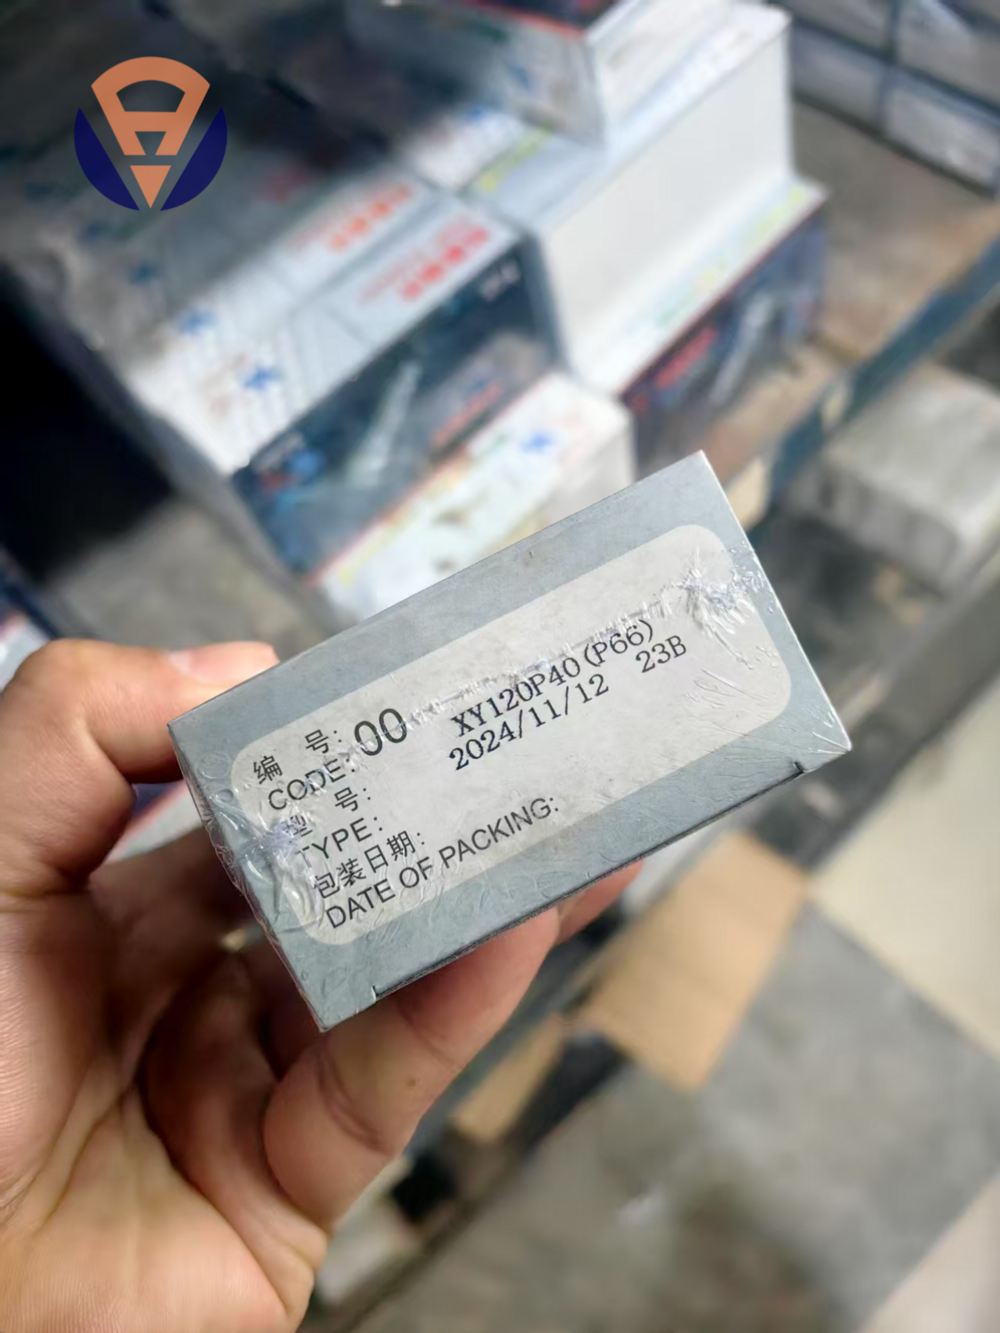 编 号:
CODE: 00 XY120P40(P66)
型 号: 2024/11/12 23B
TYPE:
包装日期:
DATE OF PACKING: